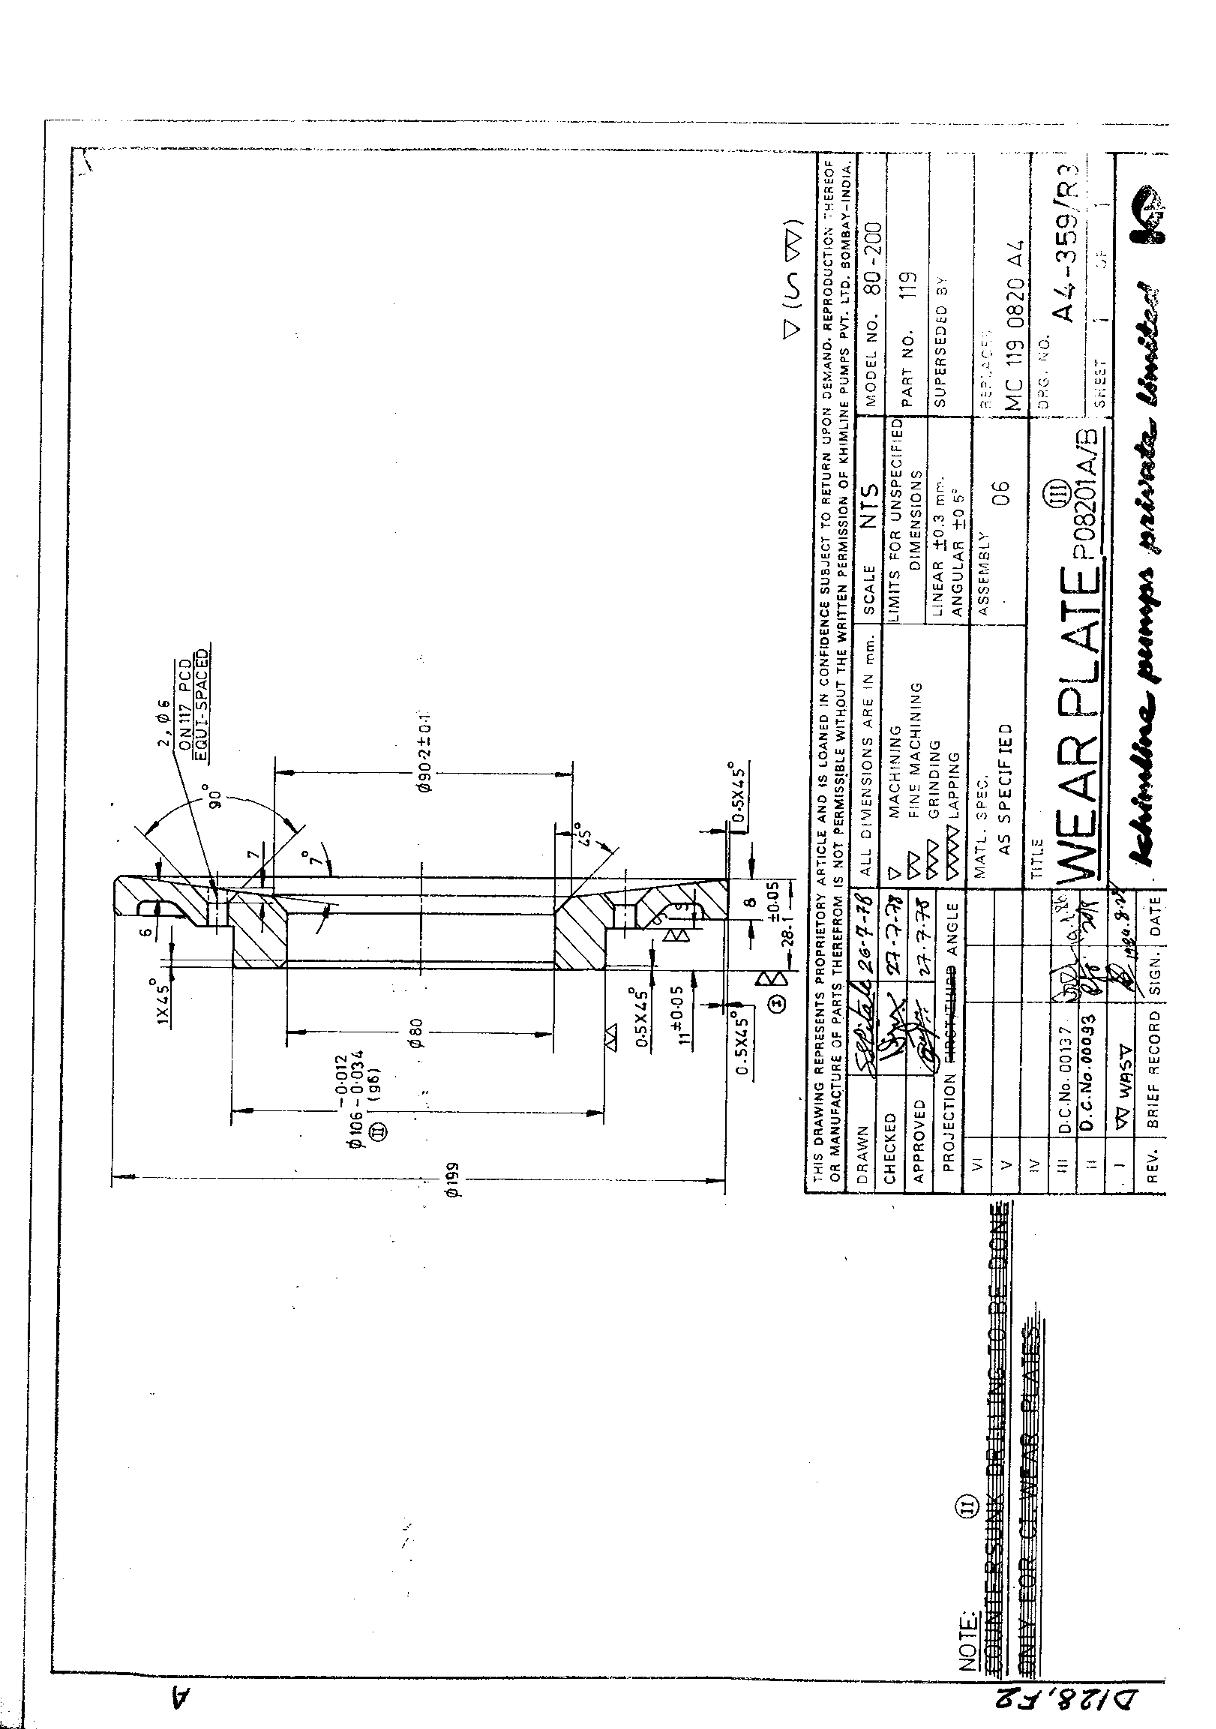 2, φ6
ON 117 PCD
EQUI-SPACED
90°
7
7°
φ90·2±0·1
45°
0·5X45°
6
1X45°
8
5
28·1 ±0·05
I
0·5X45°
11±0·05
0·5X45°
φ80
φ106 -0·012 -0·034
(g6)
II
φ199
NOTE:
II
COUNTERSUNK DRILLING TO BE DONE
ONLY FOR CI. WEAR PLATES
THIS DRAWING REPRESENTS PROPRIETORY ARTICLE AND IS LOANED IN CONFIDENCE SUBJECT TO RETURN UPON DEMAND. REPRODUCTION THEREOF
OR MANUFACTURE OF PARTS THEREFROM IS NOT PERMISSIBLE WITHOUT THE WRITTEN PERMISSION OF KHIMLINE PUMPS PVT. LTD. BOMBAY-INDIA.
DRAWN 26-7-78
CHECKED 27-7-78
APPROVED 27-7-78
PROJECTION FIRST/THIRD ANGLE
ALL DIMENSIONS ARE IN mm.
▽ MACHINING
▽▽ FINE MACHINING
▽▽▽ GRINDING
▽▽▽▽ LAPPING
SCALE NTS
LIMITS FOR UNSPECIFIED
DIMENSIONS
LINEAR ±0.3 mm.
ANGULAR ±0·5°
MODEL NO. 80-200
PART NO. 119
SUPERSEDED BY
MATL. SPEC.
AS SPECIFIED
ASSEMBLY
06
REPLACES
MC 119 0820 A4
TITLE
WEAR PLATE P08201A/B
III
DRG. NO.
A4-359/R3
SHEET 1 OF 1
VI
V
IV
III D.C.No. 00137
II D.C.No. 00093
I ▽▽ WAS ▽
REV. BRIEF RECORD SIGN. DATE
khimline pumps private limited
A
D128, F2